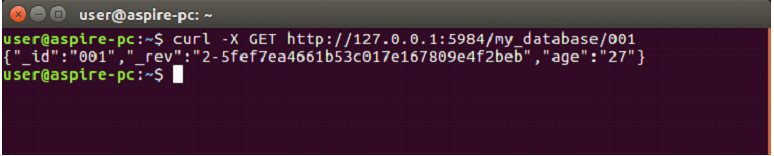 user@aspire-pc: ~
user@aspire-pc:~$ curl -X GET http://127.0.0.1:5984/my_database/001
{"_id":"001","_rev":"2-5fef7ea4661b53c017e167809e4f2beb","age":"27"}
user@aspire-pc:~$